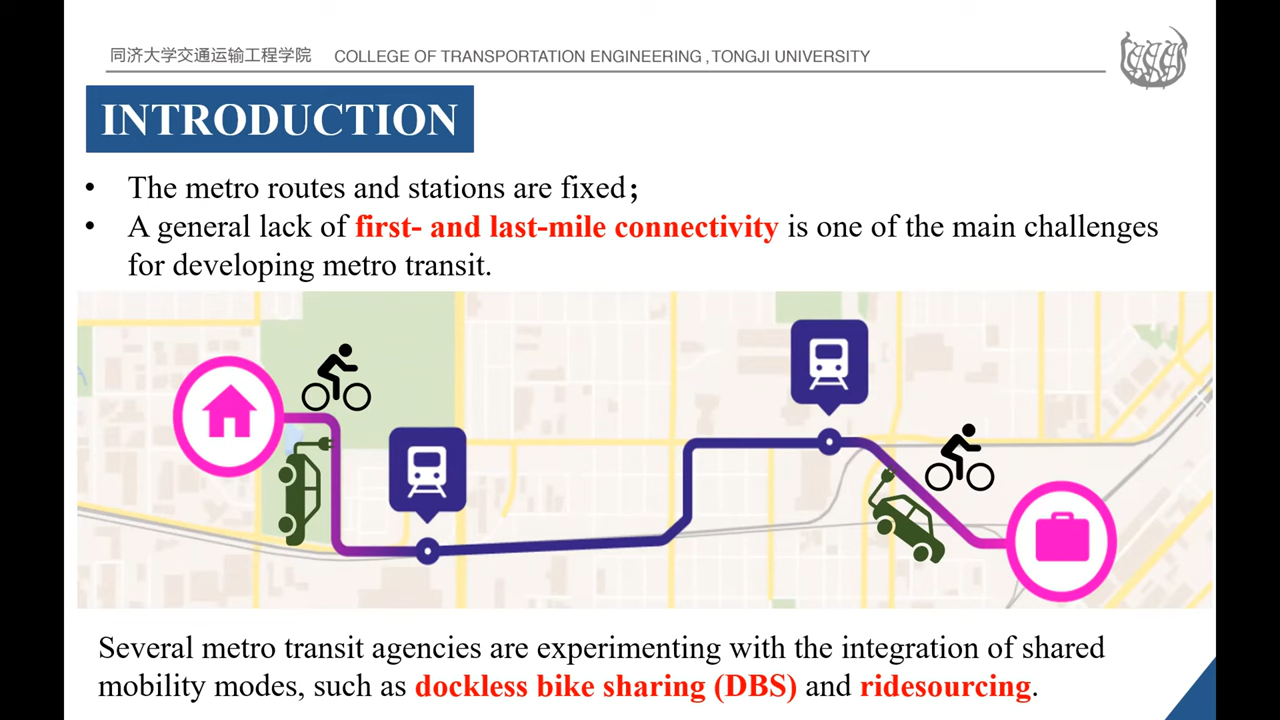 同济大学交通运输工程学院 COLLEGE OF TRANSPORTATION ENGINEERING , TONGJI UNIVERSITY
INTRODUCTION
• The metro routes and stations are fixed；
• A general lack of first- and last-mile connectivity is one of the main challenges
for developing metro transit.
Several metro transit agencies are experimenting with the integration of shared
mobility modes, such as dockless bike sharing (DBS) and ridesourcing.